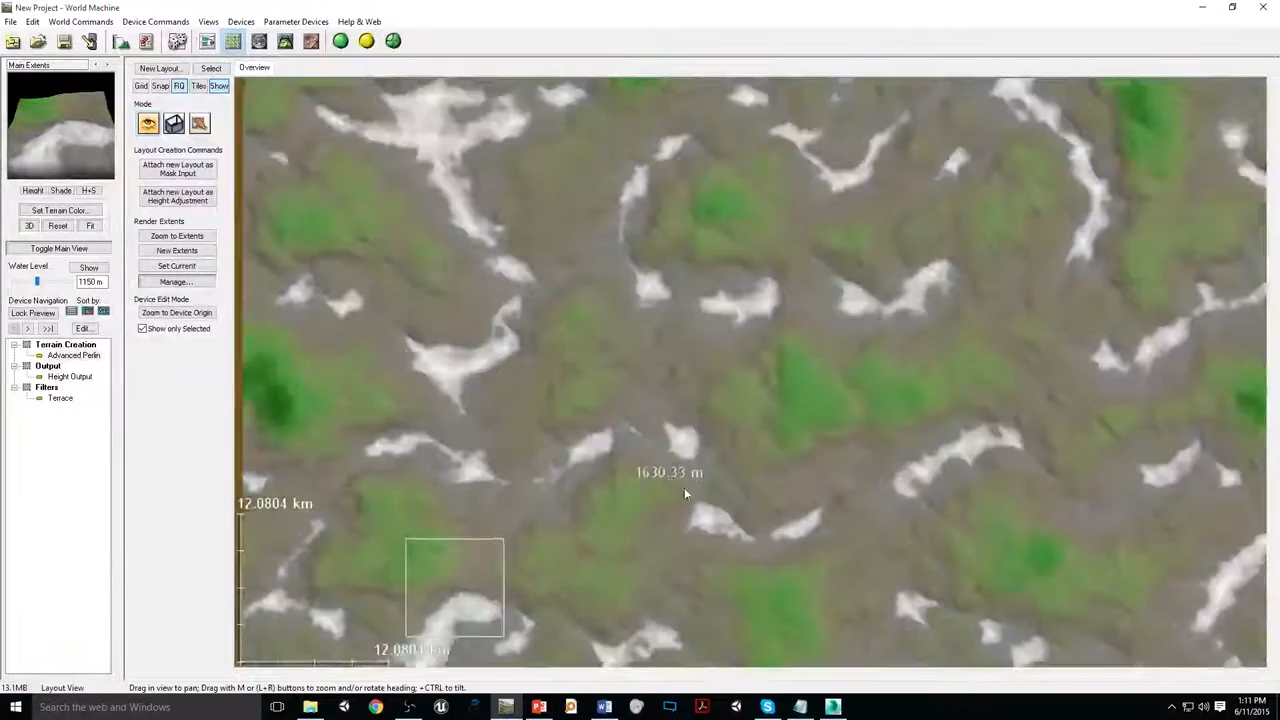 New Project - World Machine
File Edit World Commands Device Commands Views Devices Parameter Devices Help & Web
Main Extents
New Layout... Select
Overview
Grid Snap RQ Tiles Show
Mode
Layout Creation Commands
Attach new Layout as
Mask Input
Attach new Layout as
Height Adjustment
Height Shade H+S
Set Terrain Color...
3D Reset Fit
Render Extents
Zoom to Extents
New Extents
Toggle Main View
Set Current
Water Level: Show
Manage...
1150 m
Device Navigation Sort by:
Device Edit Mode
Lock Preview
Zoom to Device Origin
> >>| Edit...
Show only Selected
Terrain Creation
Advanced Perlin
Output
Height Output
Filters
Terrace
1630.33 m
12.0804 km
12.0804 km
13.1MB Layout View Drag in view to pan; Drag with M or (L+R) buttons to zoom and/or rotate heading; +CTRL to tilt.
Search the web and Windows
1:11 PM
6/11/2015